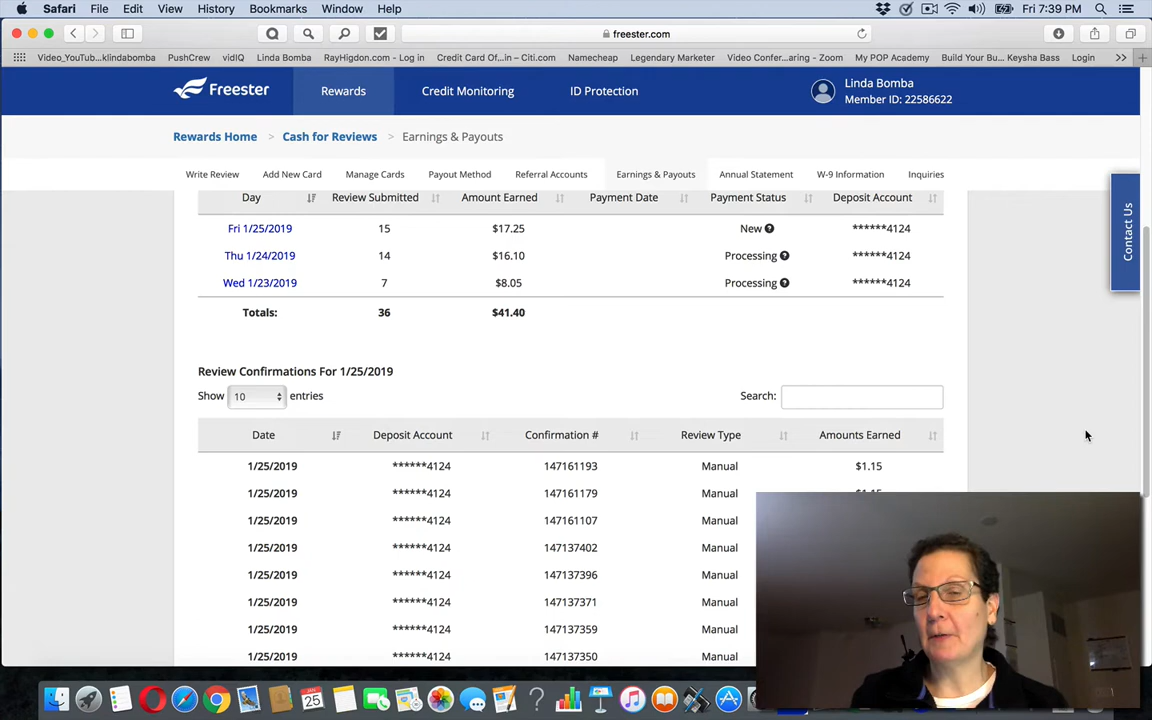 Safari File Edit View History Bookmarks Window Help Fri 7:39 PM
freester.com
Video_YouTub...klindabomba PushCrew vidIQ Linda Bomba RayHigdon.com - Log in Credit Card Of...in – Citi.com Namecheap Legendary Marketer Video Confer...aring - Zoom My POP Academy Build Your Bu... Keysha Bass Login >>
Freester Rewards Credit Monitoring ID Protection Linda Bomba
Member ID: 22586622
Rewards Home > Cash for Reviews > Earnings & Payouts
Write Review Add New Card Manage Cards Payout Method Referral Accounts Earnings & Payouts Annual Statement W-9 Information Inquiries
Contact Us
Day Review Submitted Amount Earned Payment Date Payment Status Deposit Account
Fri 1/25/2019 15 $17.25 New ? ******4124
Thu 1/24/2019 14 $16.10 Processing ? ******4124
Wed 1/23/2019 7 $8.05 Processing ? ******4124
Totals: 36 $41.40
Review Confirmations For 1/25/2019
Show 10 entries Search:
Date Deposit Account Confirmation # Review Type Amounts Earned
1/25/2019 ******4124 147161193 Manual $1.15
1/25/2019 ******4124 147161179 Manual $1.15
1/25/2019 ******4124 147161107 Manual
1/25/2019 ******4124 147137402 Manual
1/25/2019 ******4124 147137396 Manual
1/25/2019 ******4124 147137371 Manual
1/25/2019 ******4124 147137359 Manual
1/25/2019 ******4124 147137350 Manual
JAN
25